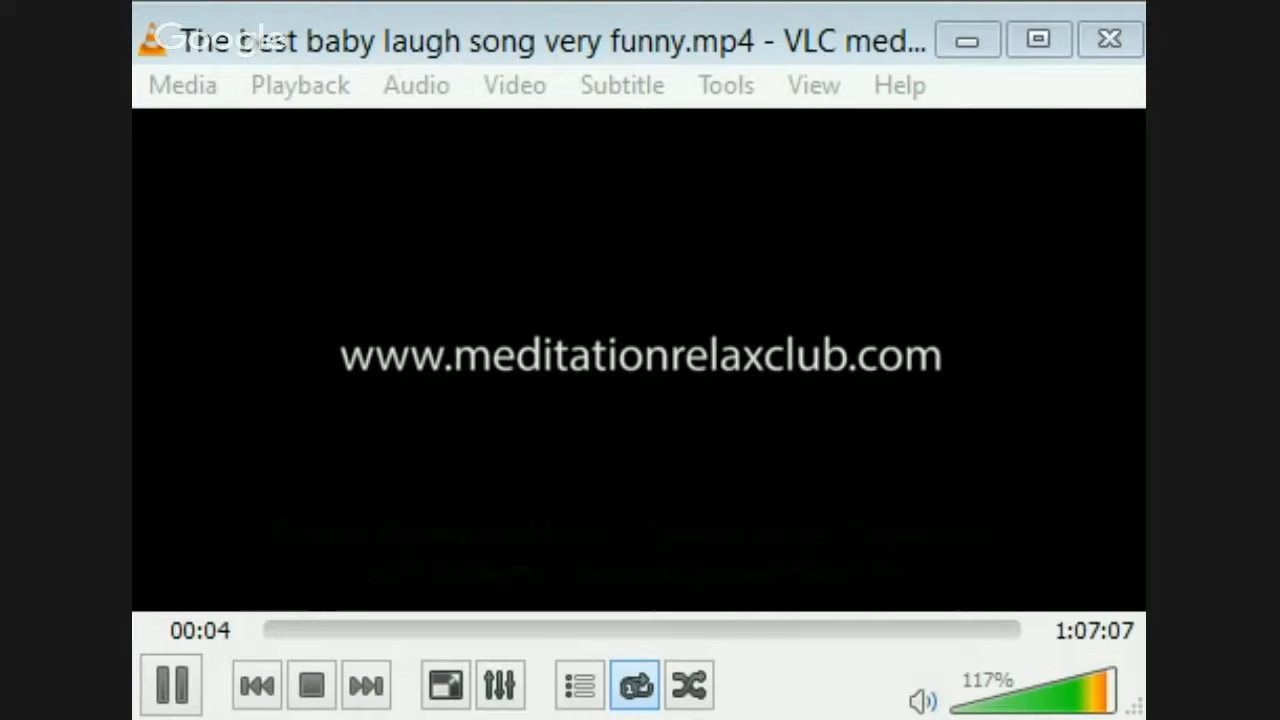 Google
The best baby laugh song very funny.mp4 - VLC med...
Media Playback Audio Video Subtitle Tools View Help
www.meditationrelaxclub.com
00:04 1:07:07
117%